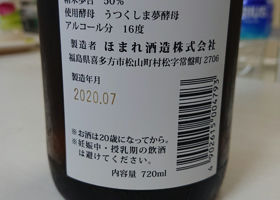 精米歩合 50%
使用酵母 うつくしま夢酵母
アルコール分 16度
製造者 ほまれ酒造株式会社
福島県喜多方市松山町村松字常盤町 2706
製造年月
2020.07
※お酒は20歳になってから。
※妊娠中・授乳期の飲酒
は避けてください。
内容量 720ml
4 902615 004793